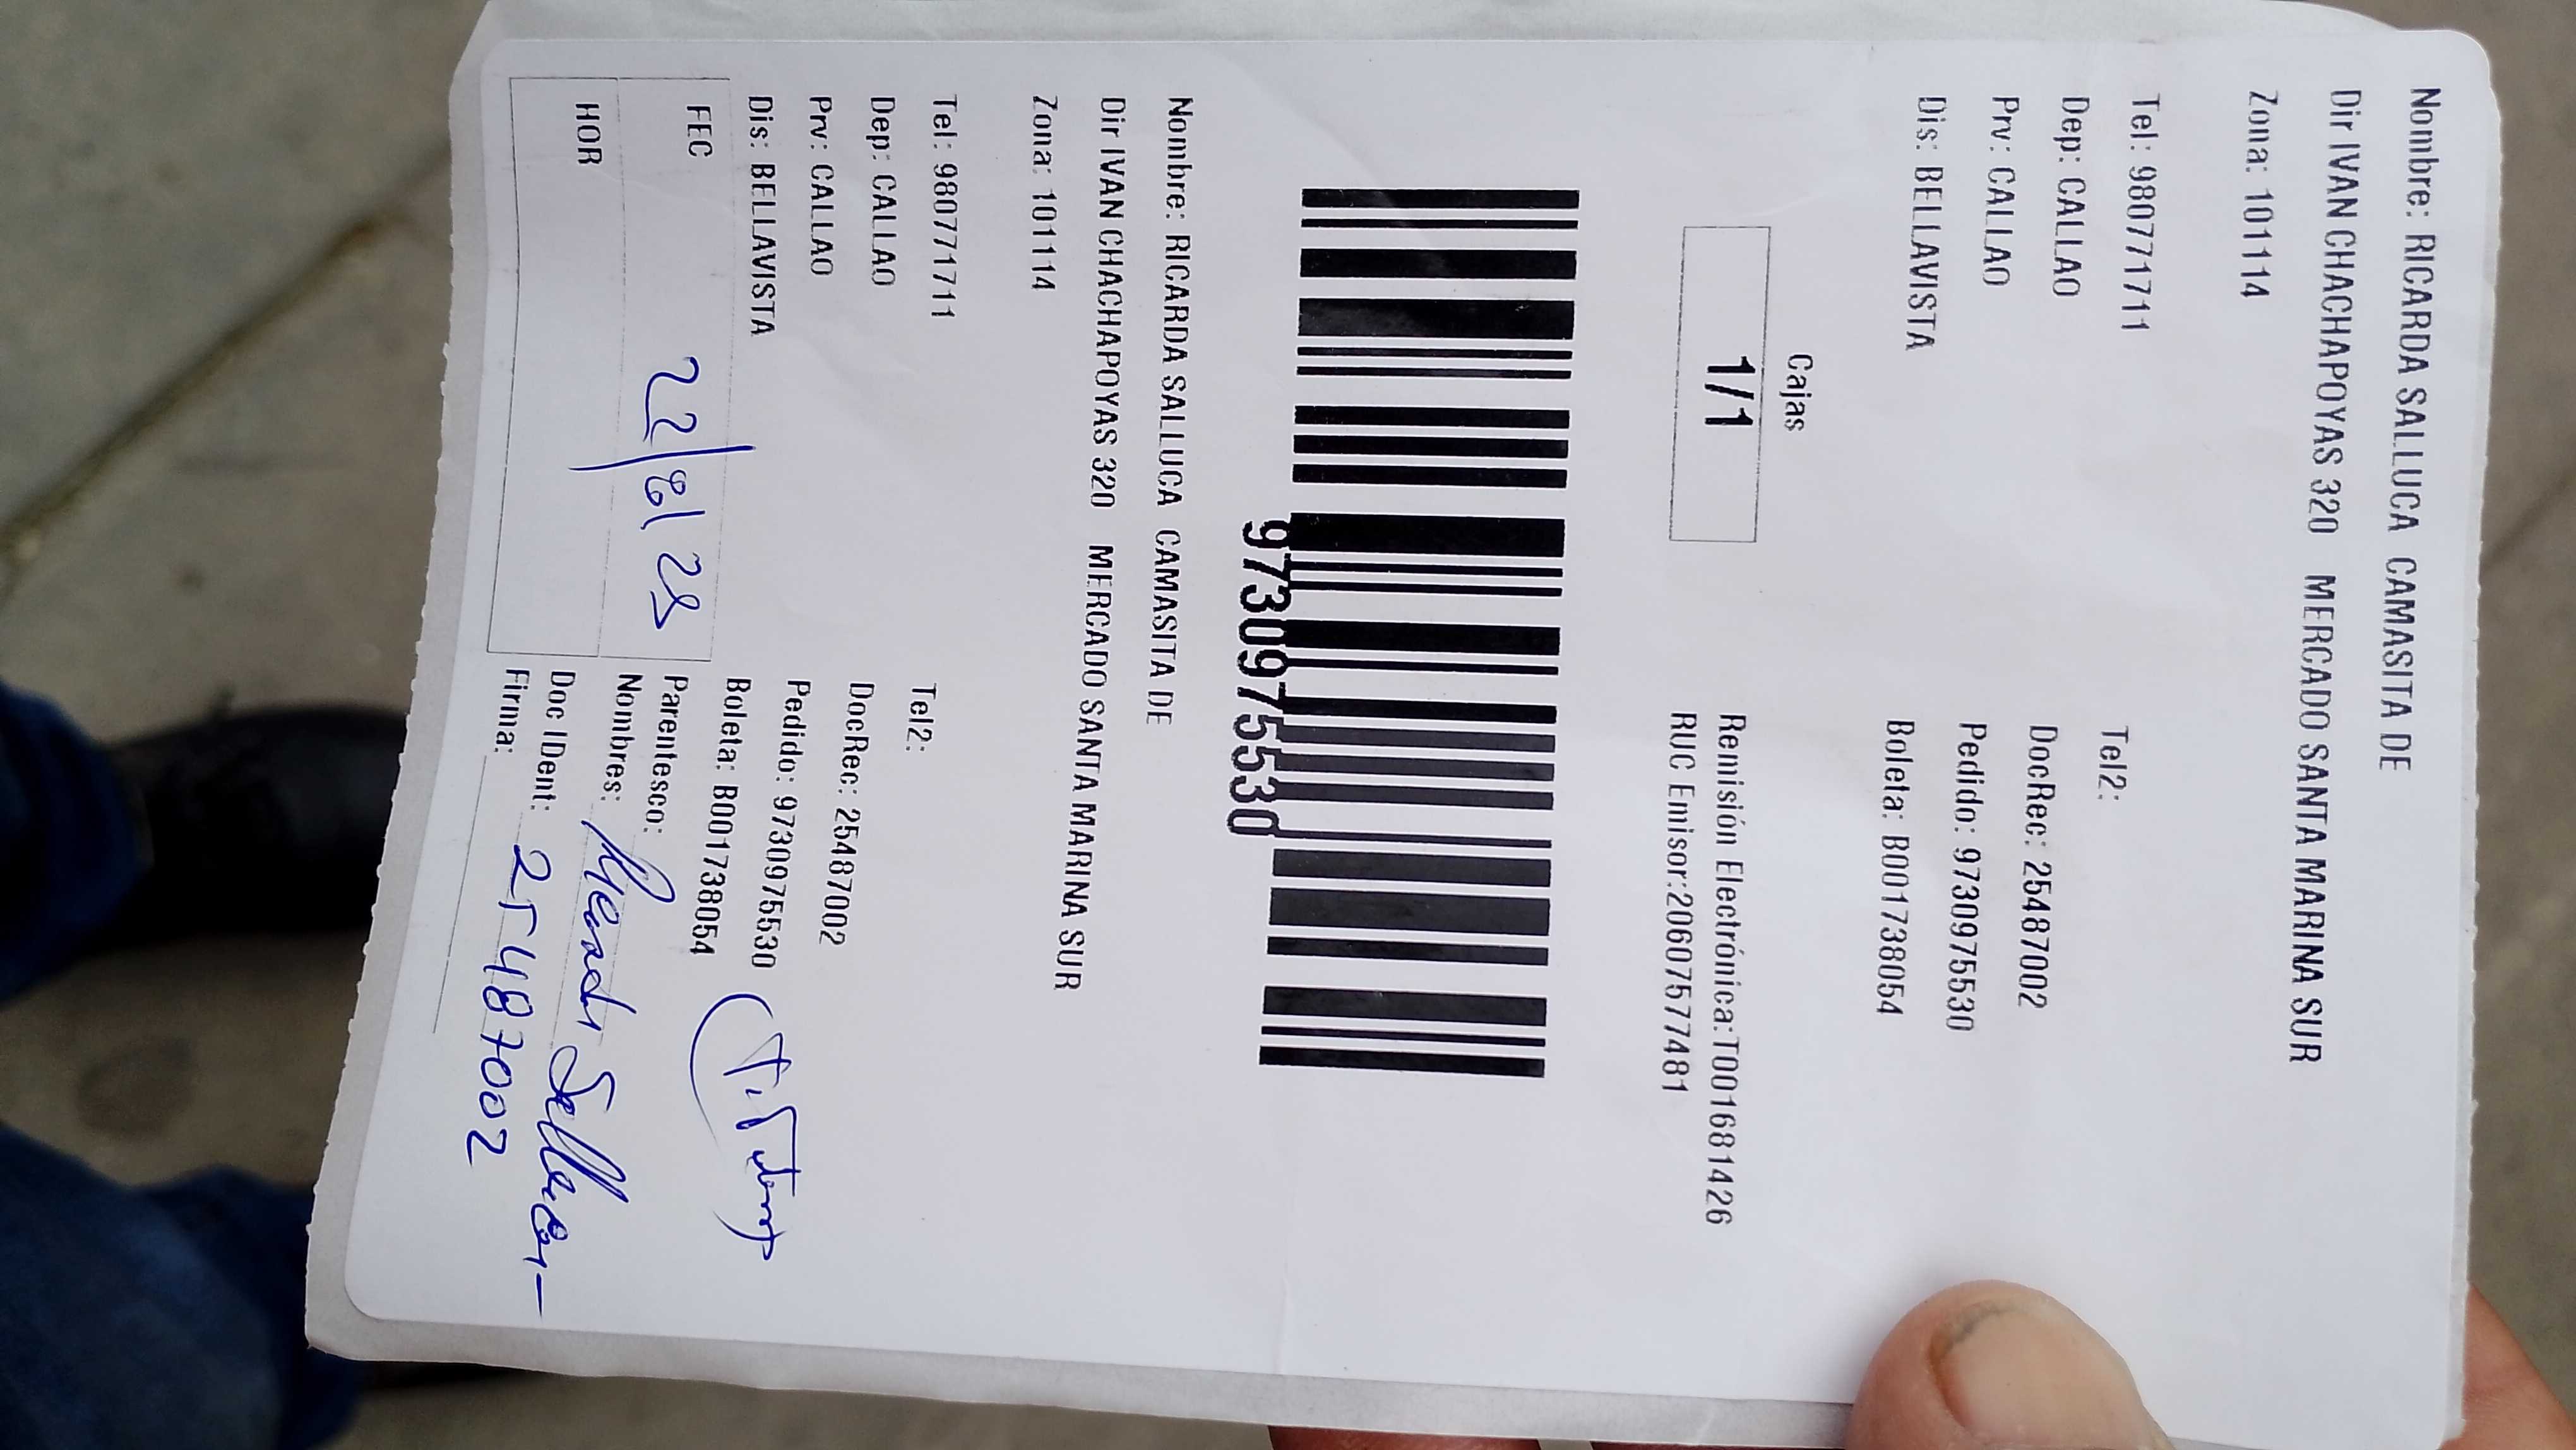 Nombre: RICARDA SALLUCA CAMASITA DE
Dir IVAN CHACHAPOYAS 320 MERCADO SANTA MARINA SUR
Zona: 101114
Tel: 980771711 Tel2:
Dep: CALLAO DocRec: 25487002
Prv: CALLAO Pedido: 9730975530
Dis: BELLAVISTA Boleta: B001738054
Cajas
1/1
Remisión Electrónica:T001681426
RUC Emisor:20607577481
9730975530
Nombre: RICARDA SALLUCA CAMASITA DE
Dir IVAN CHACHAPOYAS 320 MERCADO SANTA MARINA SUR
Zona: 101114
Tel: 980771711 Tel2:
Dep: CALLAO DocRec: 25487002
Prv: CALLAO Pedido: 9730975530
Dis: BELLAVISTA Boleta: B001738054
FEC 22/8/25
HOR
Parentesco:
Nombres:
Doc IDent: 25487002
Firma: